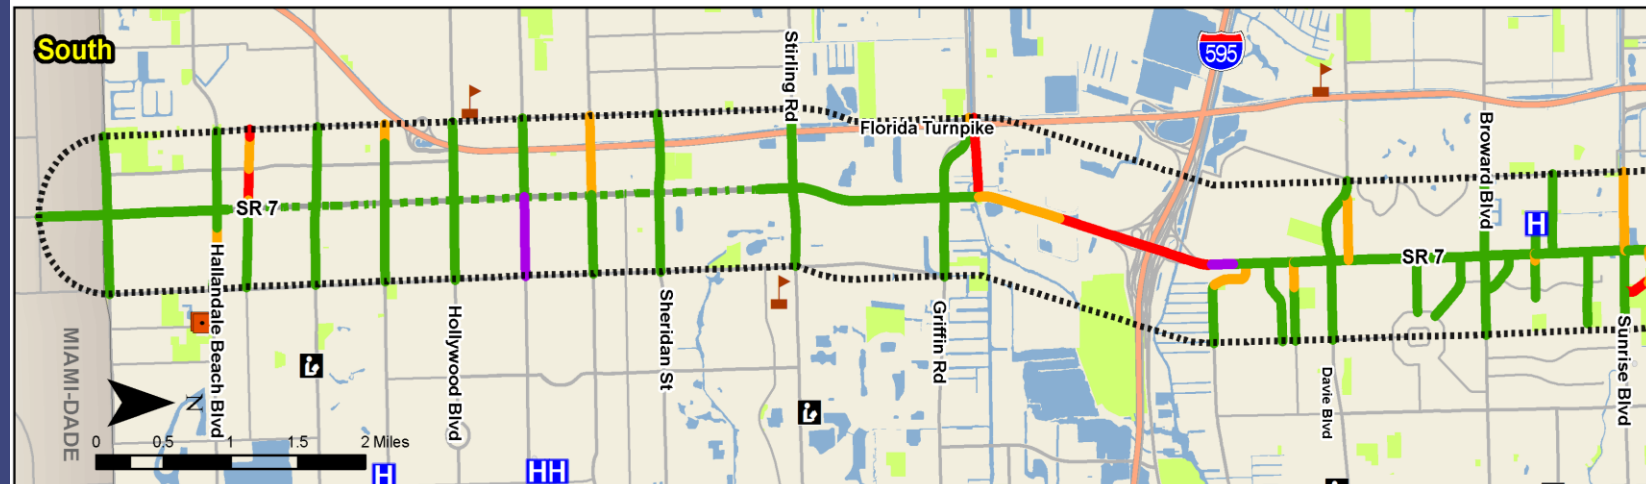 South
Stirling Rd
595
Florida Turnpike
Broward Blvd
SR 7
H
SR 7
Hallandale Beach Blvd
Hollywood Blvd
Sheridan St
Griffin Rd
Davie Blvd
Sunrise Blvd
MIAMI-DADE
N
0 0.5 1 1.5 2 Miles
H
HH